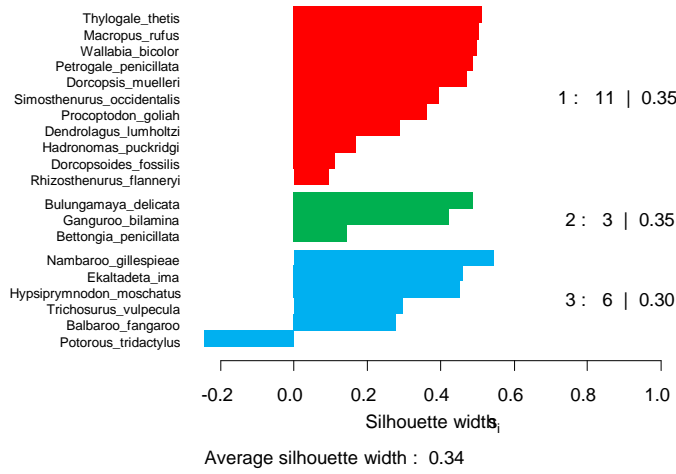 Thylogale_thetis
Macropus_rufus
Wallabia_bicolor
Petrogale_penicillata
Dorcopsis_muelleri
Simosthenurus_occidentalis
1 : 11 | 0.35
Procoptodon_goliah
Dendrolagus_lumholtzi
Hadronomas_puckridgi
Dorcopsoides_fossilis
Rhizosthenurus_flanneryi
Bulungamaya_delicata
Ganguroo_bilamina
2 : 3 | 0.35
Bettongia_penicillata
Nambaroo_gillespieae
Ekaltadeta_ima
Hypsiprymnodon_moschatus
3 : 6 | 0.30
Trichosurus_vulpecula
Balbaroo_fangaroo
Potorous_tridactylus
-0.2 0.0 0.2 0.4 0.6 0.8 1.0
Silhouette width si
Average silhouette width : 0.34